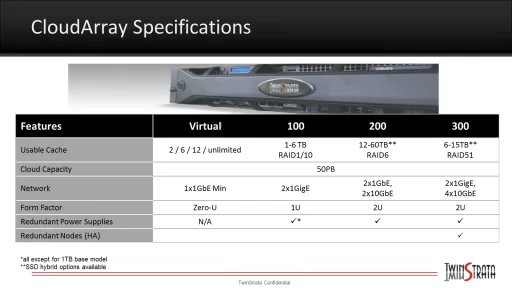 CloudArray Specifications
TWINSTRATA
Features Virtual 100 200 300
Usable Cache 2 / 6 / 12 / unlimited 1-6 TB RAID1/10 12-60TB** RAID6 6-15TB** RAID51
Cloud Capacity 50PB
Network 1x1GbE Min 2x1GigE 2x1GbE, 2x10GbE 2x1GigE, 4x10GbE
Form Factor Zero-U 1U 2U 2U
Redundant Power Supplies N/A ✓* ✓ ✓
Redundant Nodes (HA) ✓
*all except for 1TB base model
**SSD hybrid options available
TWINSTRATA
TwinStrata Confidential